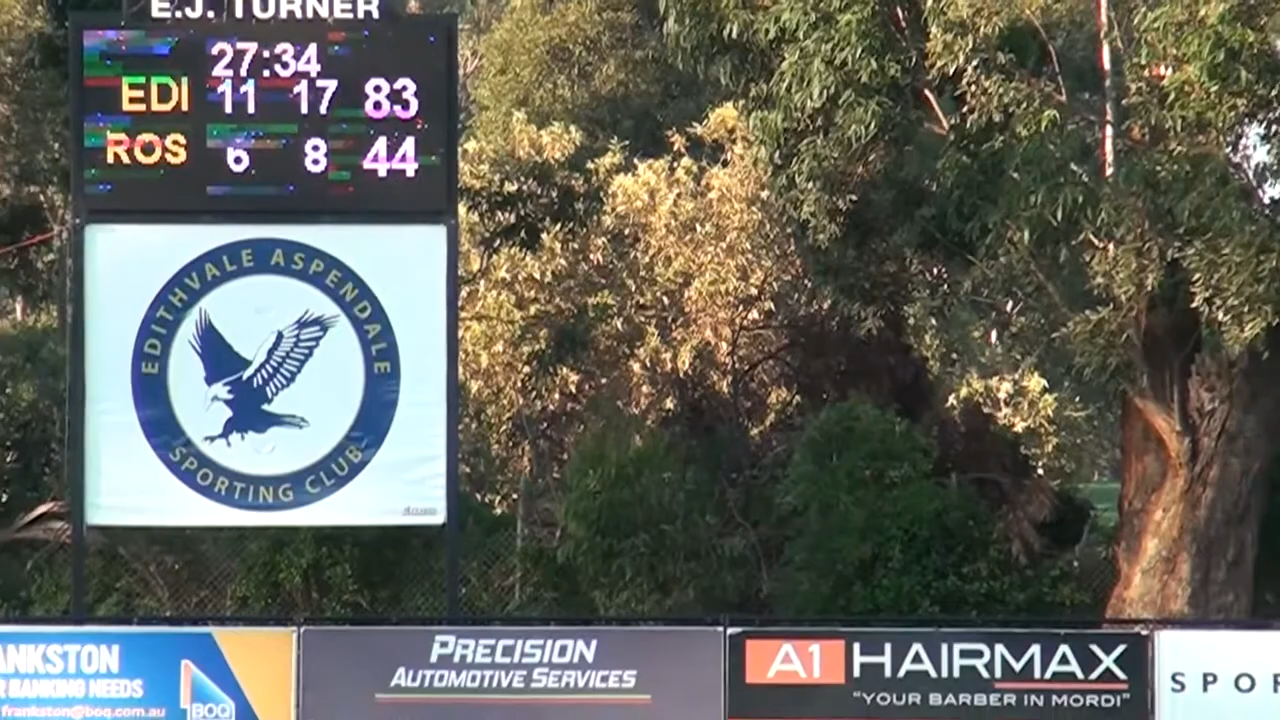 E.J. TURNER
27:34
EDI 11 17 83
ROS 6 8 44
EDITHVALE ASPENDALE
SPORTING CLUB
ANKSTON
R BANKING NEEDS
frankston@boq.com.au
BOQ
PRECISION
AUTOMOTIVE SERVICES
A1 HAIRMAX
"YOUR BARBER IN MORDI"
SPOR